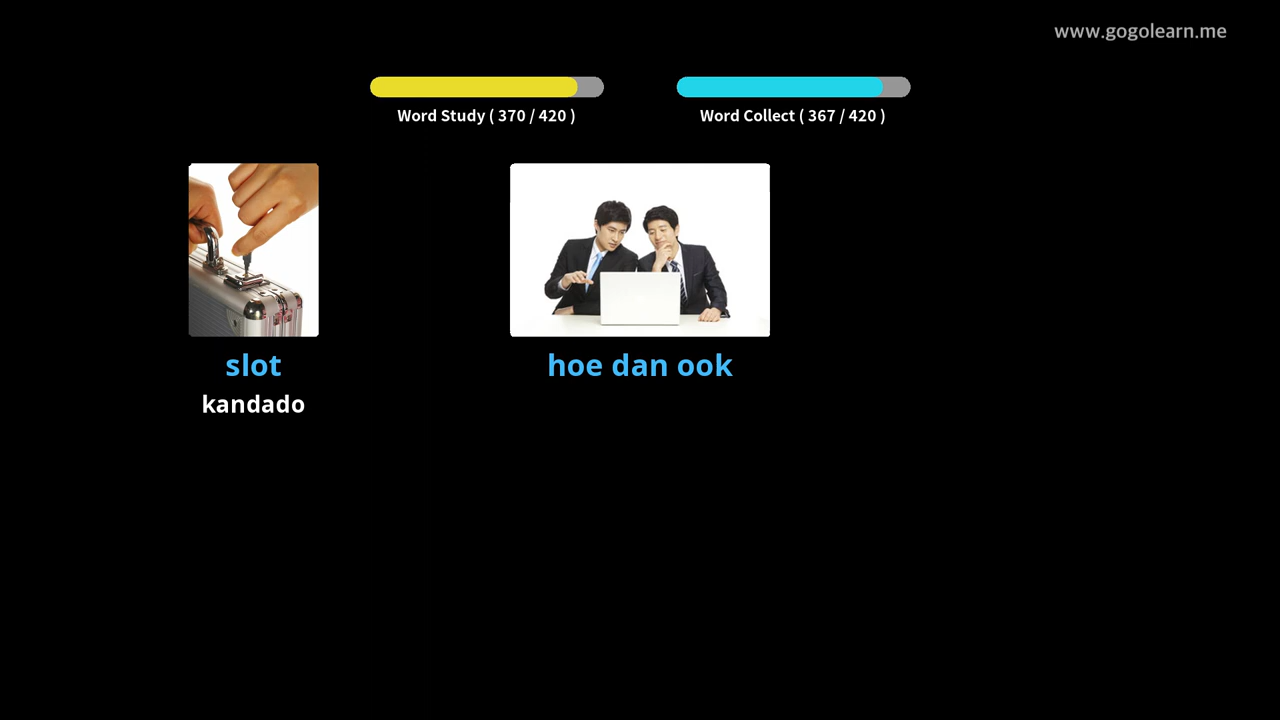 www.gogolearn.me
Word Study ( 370 / 420 )
Word Collect ( 367 / 420 )
slot
kandado
hoe dan ook